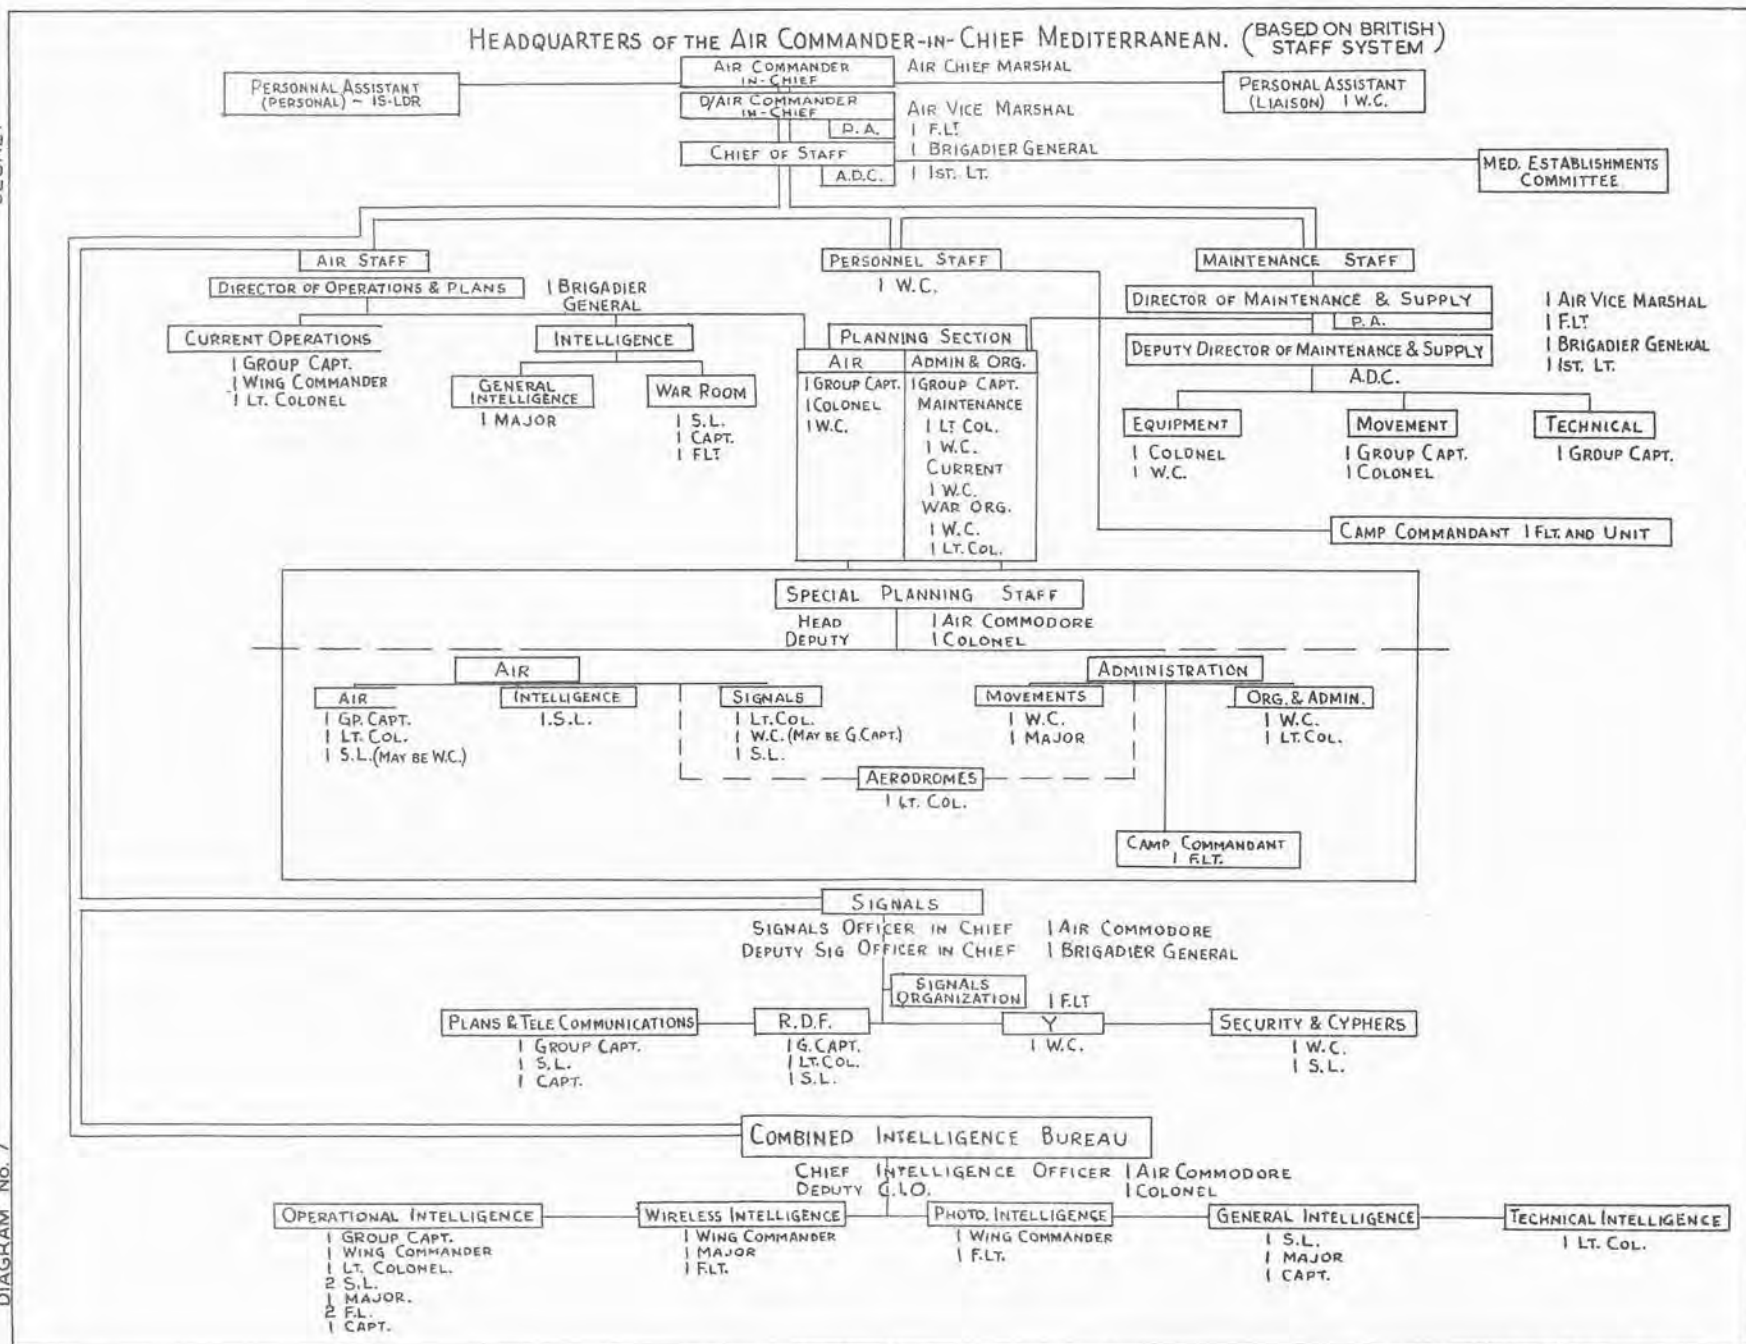 HEADQUARTERS OF THE AIR COMMANDER-IN-CHIEF MEDITERRANEAN. (BASED ON BRITISH
STAFF SYSTEM)
AIR COMMANDER
IN-CHIEF
AIR CHIEF MARSHAL
PERSONNAL ASSISTANT
(PERSONAL) ~ 1S-LDR
PERSONAL ASSISTANT
(LIAISON) 1 W.C.
D/AIR COMMANDER
IN-CHIEF
AIR VICE MARSHAL
P.A.
1 F.LT
CHIEF OF STAFF
1 BRIGADIER GENERAL
A.D.C.
1 1ST. LT.
MED. ESTABLISHMENTS
COMMITTEE
AIR STAFF
DIRECTOR OF OPERATIONS & PLANS
1 BRIGADIER
GENERAL
CURRENT OPERATIONS
1 GROUP CAPT.
1 WING COMMANDER
1 LT. COLONEL
INTELLIGENCE
GENERAL
INTELLIGENCE
1 MAJOR
WAR ROOM
1 S.L.
1 CAPT.
1 FLT
PERSONNEL STAFF
1 W.C.
PLANNING SECTION
AIR
1 GROUP CAPT.
1 COLONEL
1 W.C.
ADMIN & ORG.
1 GROUP CAPT.
MAINTENANCE
1 LT COL.
1 W.C.
CURRENT
1 W.C.
WAR ORG.
1 W.C.
1 LT. COL.
MAINTENANCE STAFF
DIRECTOR OF MAINTENANCE & SUPPLY
P.A.
DEPUTY DIRECTOR OF MAINTENANCE & SUPPLY
A.D.C.
1 AIR VICE MARSHAL
1 F.LT
1 BRIGADIER GENERAL
1 1ST. LT.
EQUIPMENT
1 COLONEL
1 W.C.
MOVEMENT
1 GROUP CAPT.
1 COLONEL
TECHNICAL
1 GROUP CAPT.
CAMP COMMANDANT 1 FLT. AND UNIT
SPECIAL PLANNING STAFF
HEAD 1 AIR COMMODORE
DEPUTY 1 COLONEL
AIR
AIR
1 GP. CAPT.
1 LT. COL.
1 S.L. (MAY BE W.C.)
INTELLIGENCE
1.S.L.
SIGNALS
1 LT. COL.
1 W.C. (MAY BE G.CAPT.)
1 S.L.
ADMINISTRATION
MOVEMENTS
1 W.C.
1 MAJOR
ORG. & ADMIN.
1 W.C.
1 LT. COL.
AERODROMES
1 LT. COL.
CAMP COMMANDANT
1 F.LT.
SIGNALS
SIGNALS OFFICER IN CHIEF 1 AIR COMMODORE
DEPUTY SIG OFFICER IN CHIEF 1 BRIGADIER GENERAL
SIGNALS
ORGANIZATION
1 F.LT
PLANS & TELE COMMUNICATIONS
1 GROUP CAPT.
1 S.L.
1 CAPT.
R.D.F.
1 G. CAPT.
1 LT. COL.
1 S.L.
Y
1 W.C.
SECURITY & CYPHERS
1 W.C.
1 S.L.
COMBINED INTELLIGENCE BUREAU
CHIEF INTELLIGENCE OFFICER 1 AIR COMMODORE
DEPUTY C.I.O. 1 COLONEL
OPERATIONAL INTELLIGENCE
1 GROUP CAPT.
1 WING COMMANDER
1 LT. COLONEL.
2 S.L.
1 MAJOR.
2 F.L.
1 CAPT.
WIRELESS INTELLIGENCE
1 WING COMMANDER
1 MAJOR
1 F.LT.
PHOTO. INTELLIGENCE
1 WING COMMANDER
1 F.LT.
GENERAL INTELLIGENCE
1 S.L.
1 MAJOR
1 CAPT.
TECHNICAL INTELLIGENCE
1 LT. COL.
DIAGRAM No. 7